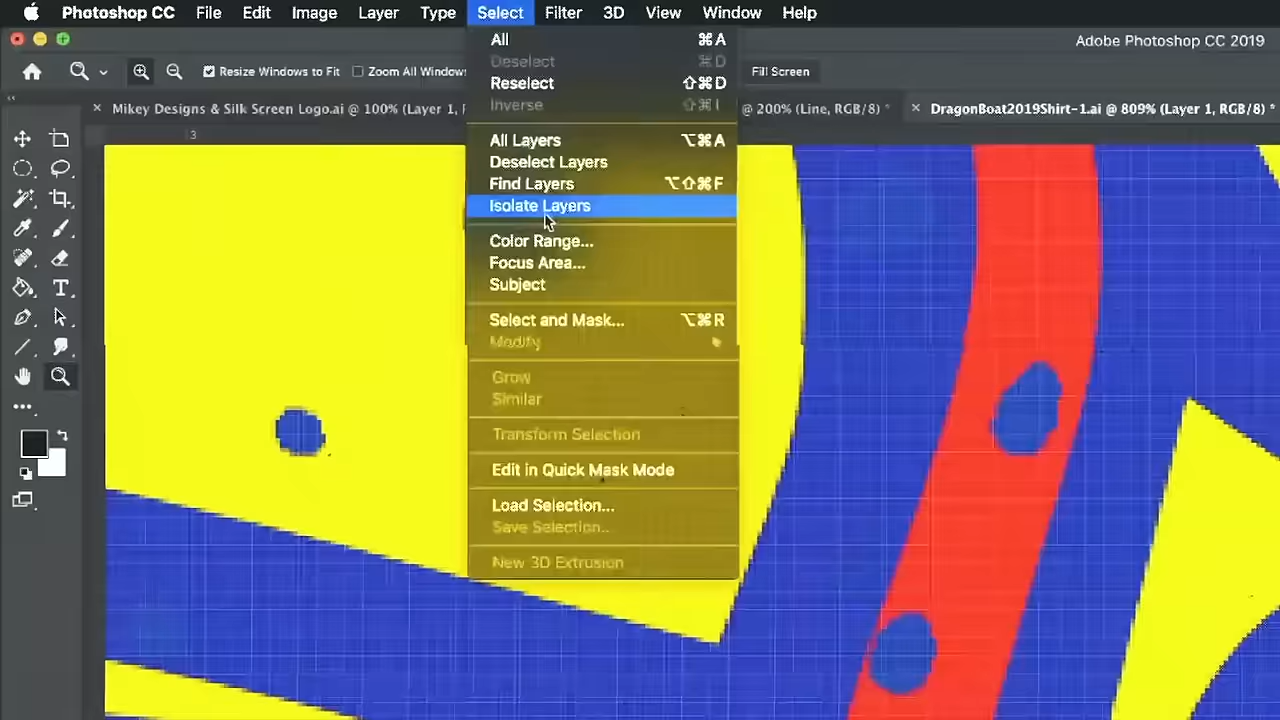 Photoshop CC File Edit Image Layer Type Select Filter 3D View Window Help
Adobe Photoshop CC 2019
Resize Windows to Fit Zoom All Windows Fill Screen
Mikey Designs & Silk Screen Logo.ai @ 100% (Layer 1, @ 200% (Line, RGB/8) * × DragonBoat2019Shirt-1.ai @ 809% (Layer 1, RGB/8) *
3
All ⌘A
Deselect ⌘D
Reselect ⇧⌘D
Inverse ⇧⌘I
All Layers ⌥⌘A
Deselect Layers
Find Layers ⌥⇧⌘F
Isolate Layers
Color Range...
Focus Area...
Subject
Select and Mask... ⌥⌘R
Modify
Grow
Similar
Transform Selection
Edit in Quick Mask Mode
Load Selection...
Save Selection...
New 3D Extrusion